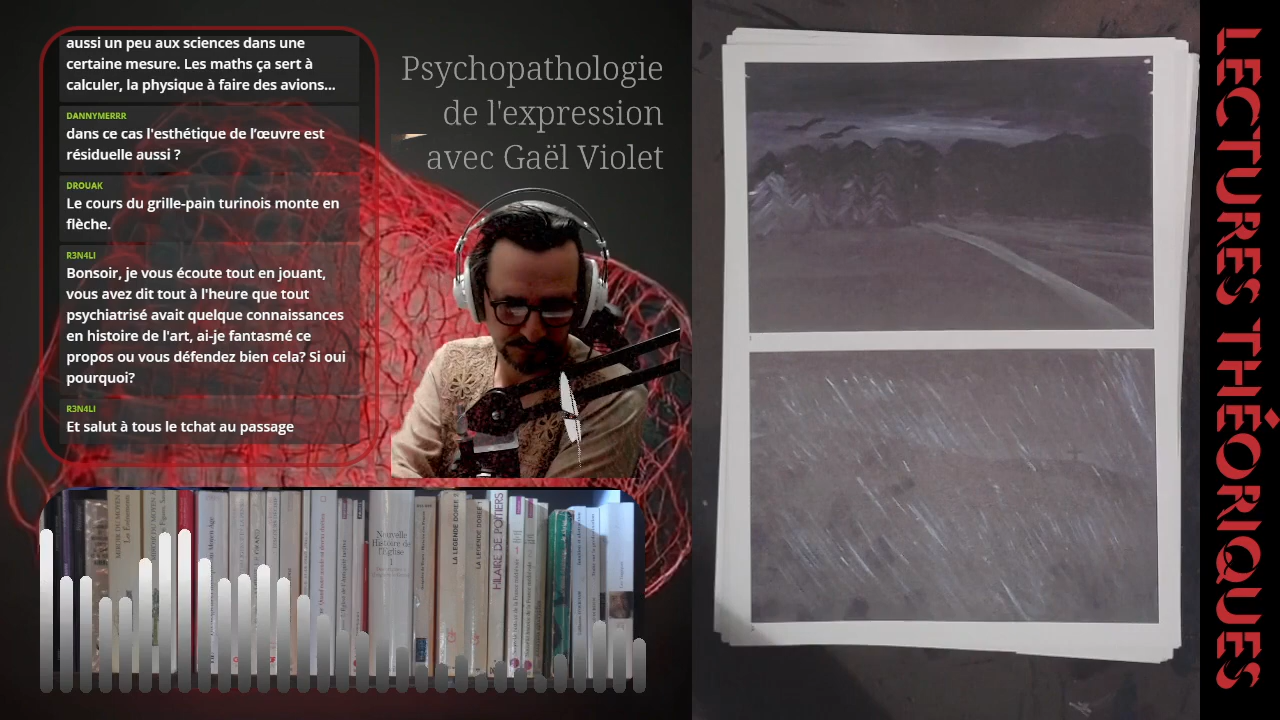 aussi un peu aux sciences dans une
certaine mesure. Les maths ça sert à
calculer, la physique à faire des avions...
DANNYMERRR
dans ce cas l'esthétique de l’œuvre est
résiduelle aussi ?
DROUAK
Le cours du grille-pain turinois monte en
flèche.
R3N4LI
Bonsoir, je vous écoute tout en jouant,
vous avez dit tout à l'heure que tout
psychiatrisé avait quelque connaissances
en histoire de l'art, ai-je fantasmé ce
propos ou vous défendez bien cela? Si oui
pourquoi?
R3N4LI
Et salut à tous le tchat au passage
Psychopathologie
de l'expression
avec Gaël Violet
Nouvelle
Histoire de
l'Église
LA LÉGENDE DORÉE
LA LÉGENDE DORÉE
HILAIRE DE POITIERS
LECTURES THÉORIQUES